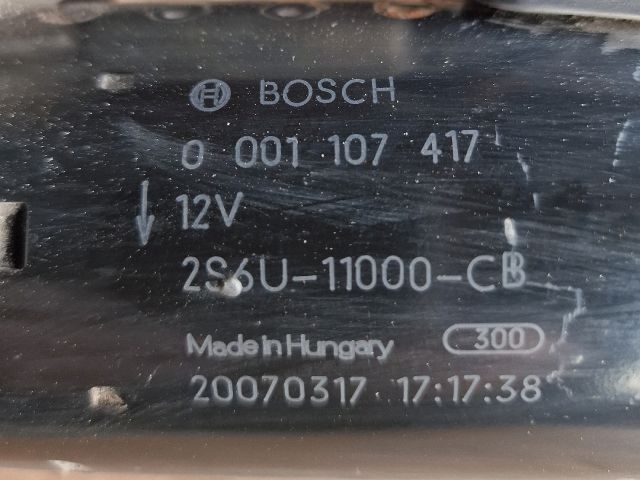 BOSCH
0 001 107 417
12V
2S6U-11000-CB
Made in Hungary 300
20070317 17:17:38